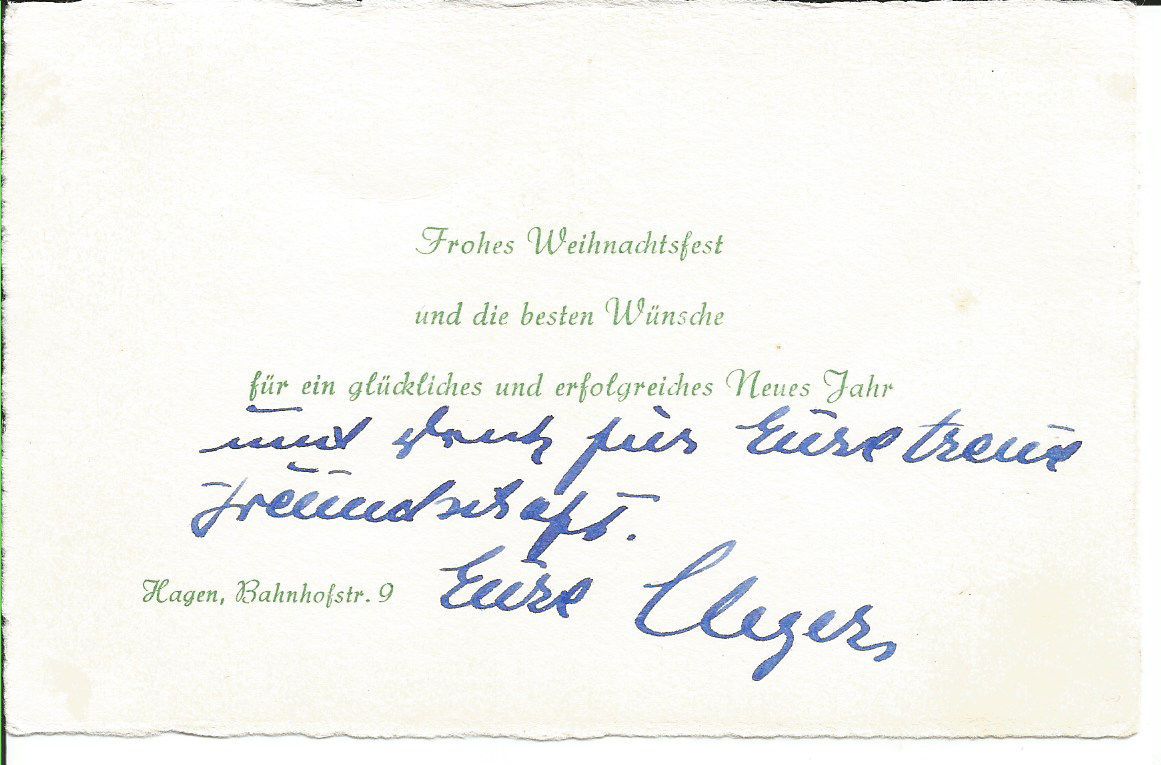 Frohes Weihnachtsfest
und die besten Wünsche
für ein glückliches und erfolgreiches Neues Jahr
und Dank für Eure treue
Freundschaft.
Hagen, Bahnhofstr. 9 Eure